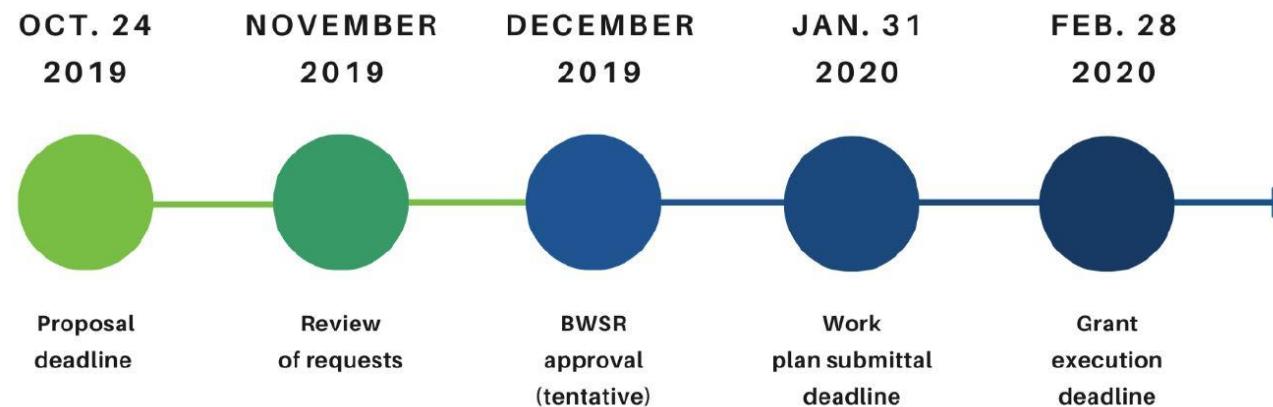 OCT. 24
2019
NOVEMBER
2019
DECEMBER
2019
JAN. 31
2020
FEB. 28
2020
Proposal
deadline
Review
of requests
BWSR
approval
(tentative)
Work
plan submittal
deadline
Grant
execution
deadline